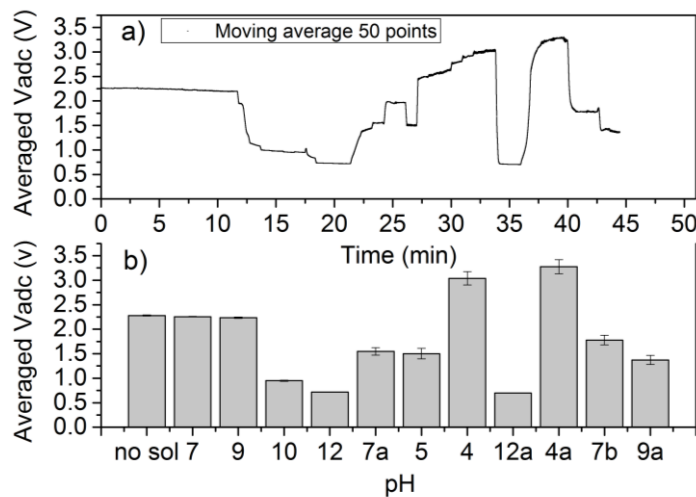 a)
Moving average 50 points
Averaged Vadc (V)
3.5
3.0
2.5
2.0
1.5
1.0
0.5
0.0
0 5 10 15 20 25 30 35 40 45 50
Time (min)
b)
Averaged Vadc (v)
3.5
3.0
2.5
2.0
1.5
1.0
0.5
0.0
no sol 7 9 10 12 7a 5 4 12a 4a 7b 9a
pH